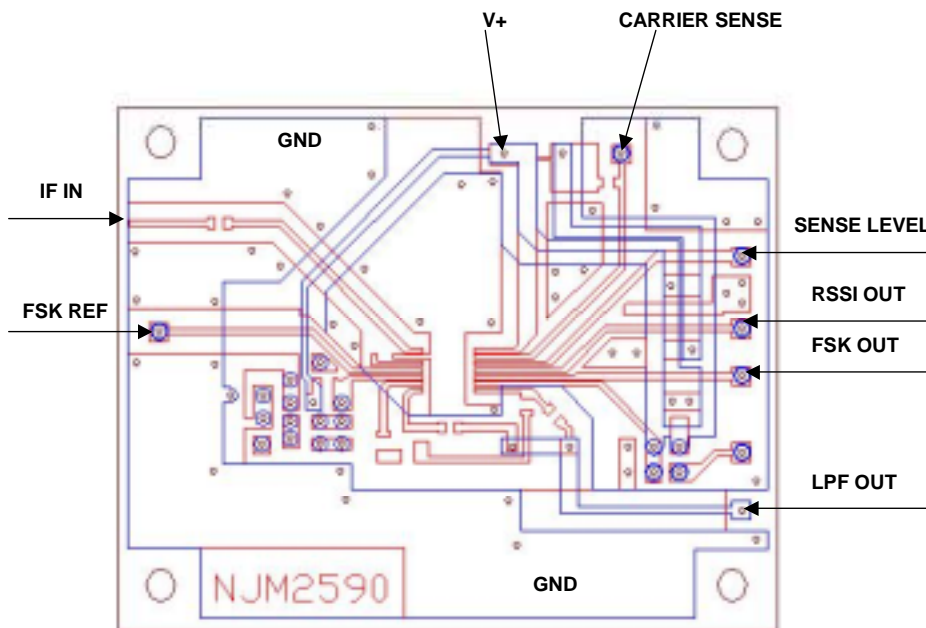 V+
CARRIER SENSE
GND
IF IN
SENSE LEVEL
RSSI OUT
FSK REF
FSK OUT
LPF OUT
GND
NJM2590